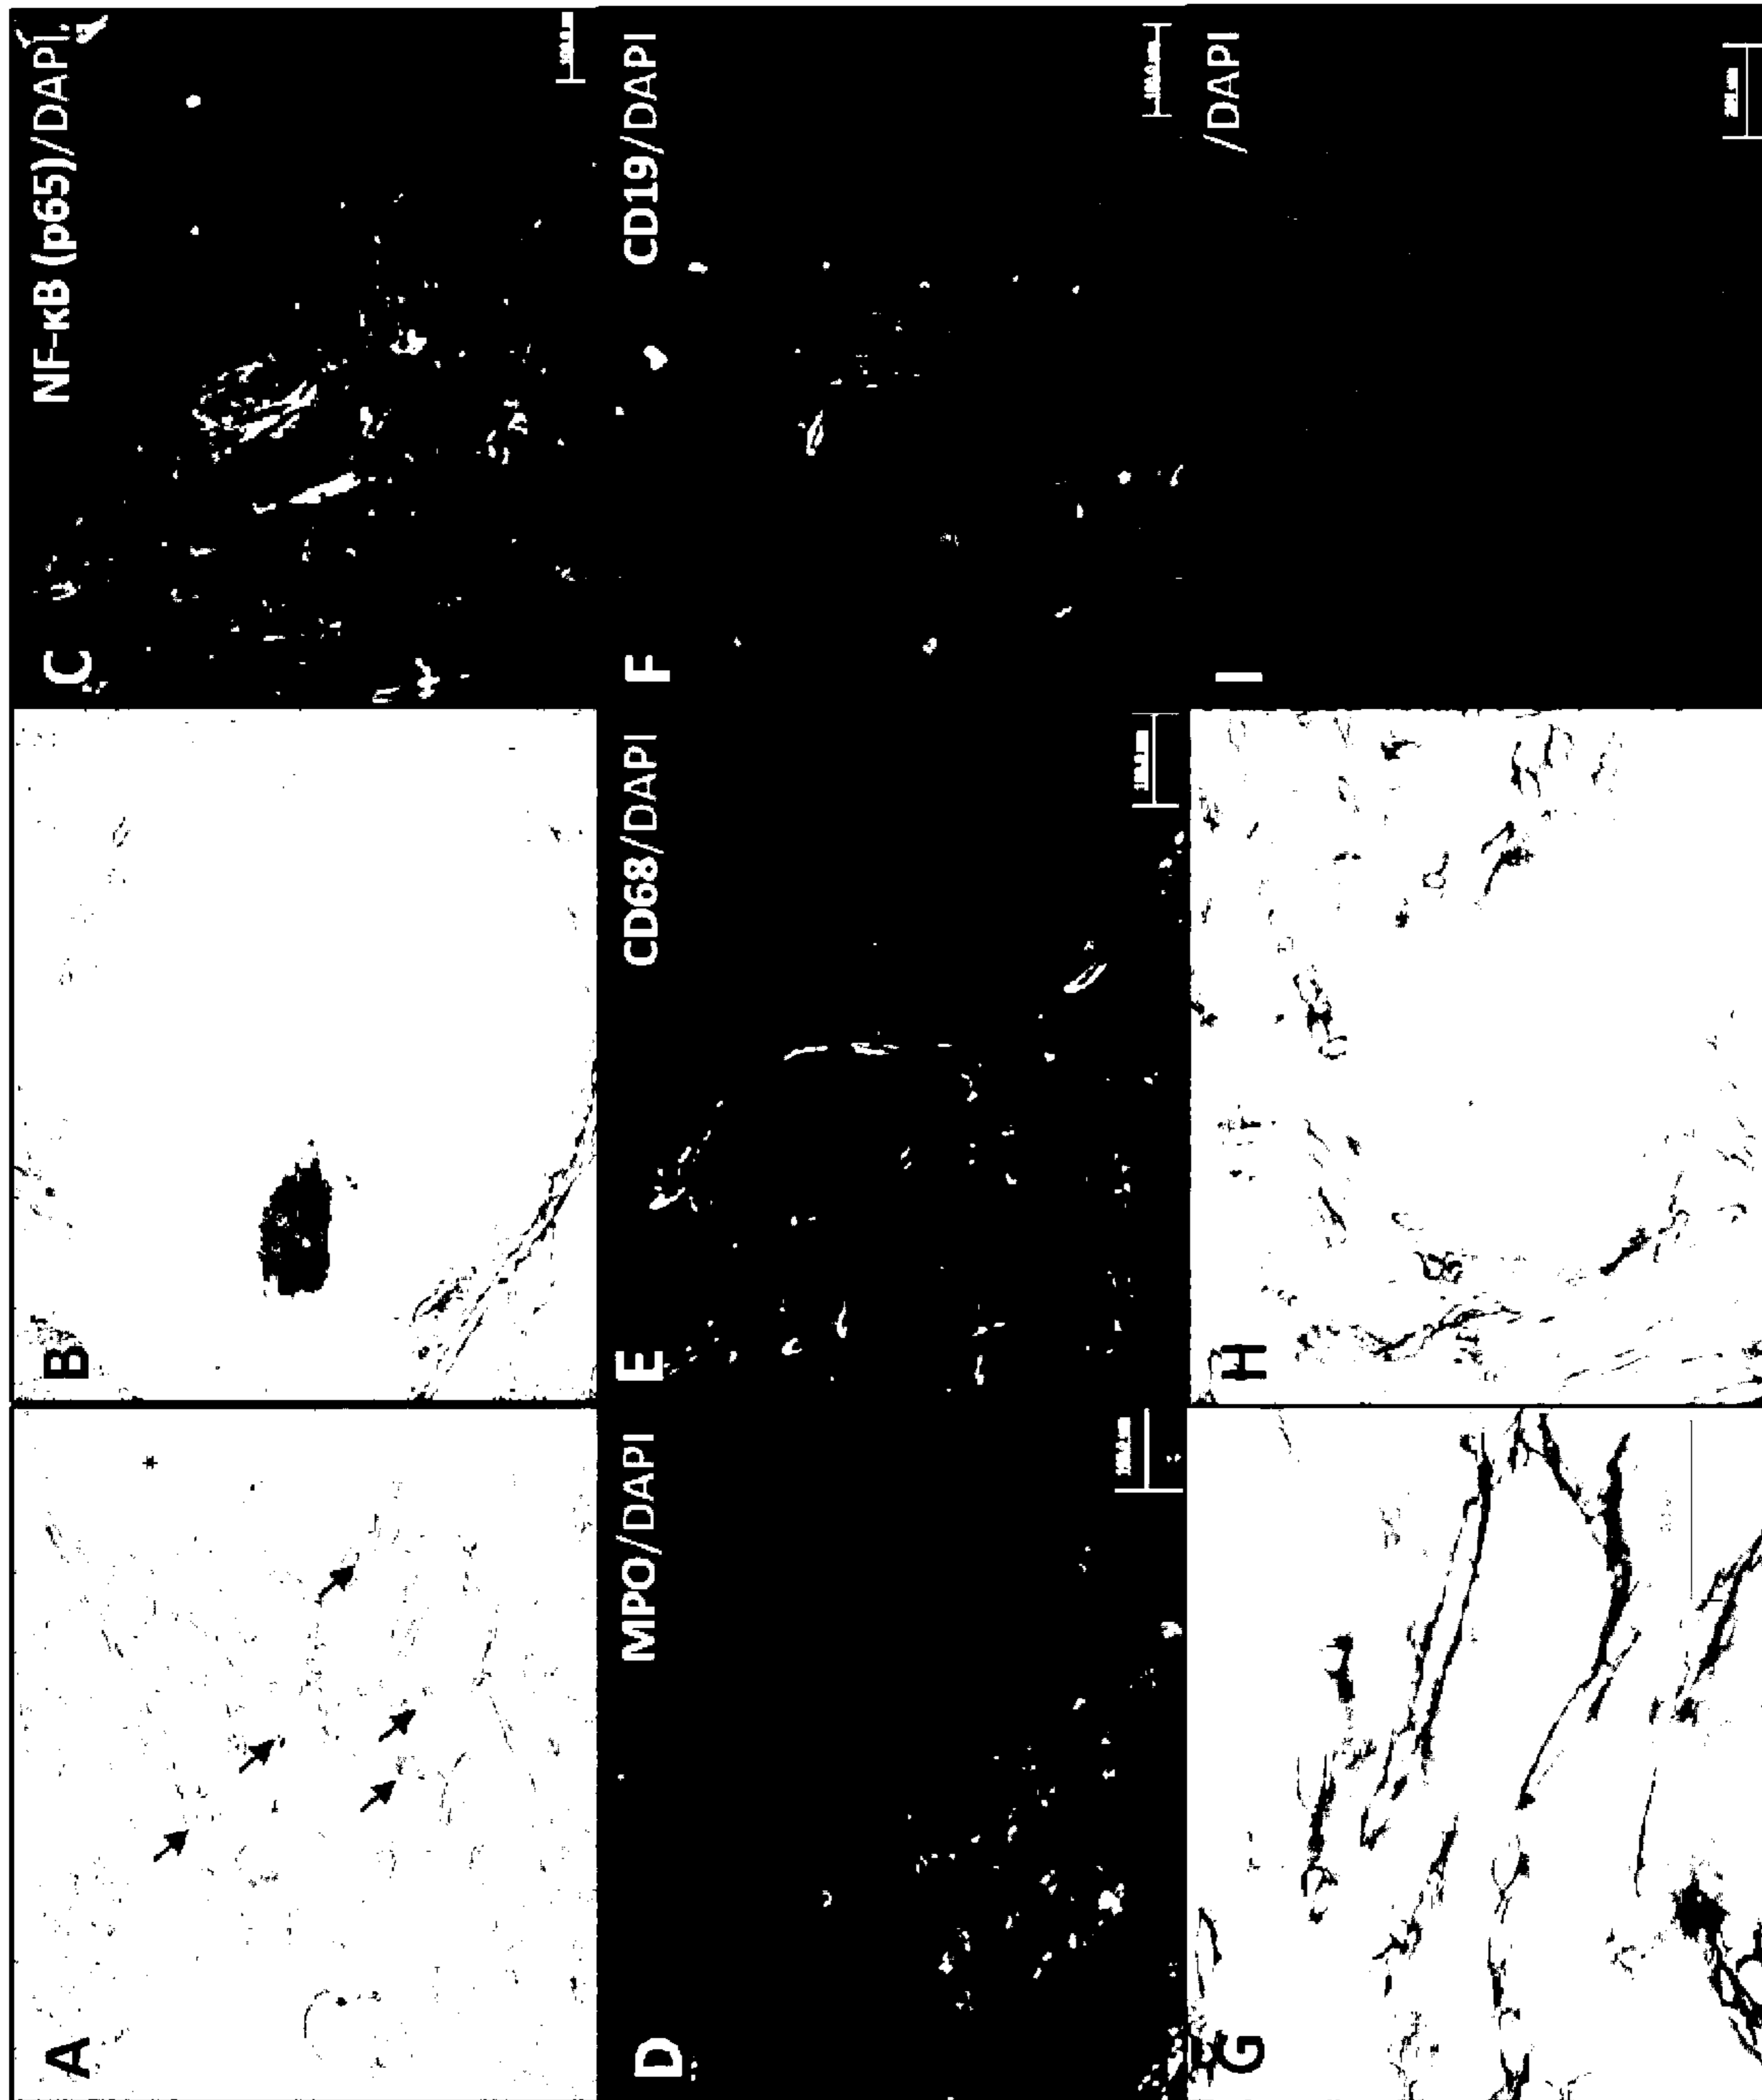 A
B
C
NF-κB (p65)/DAPI
D
MPO/DAPI
E
CD68/DAPI
F
CD19/DAPI
G
H
I
/DAPI